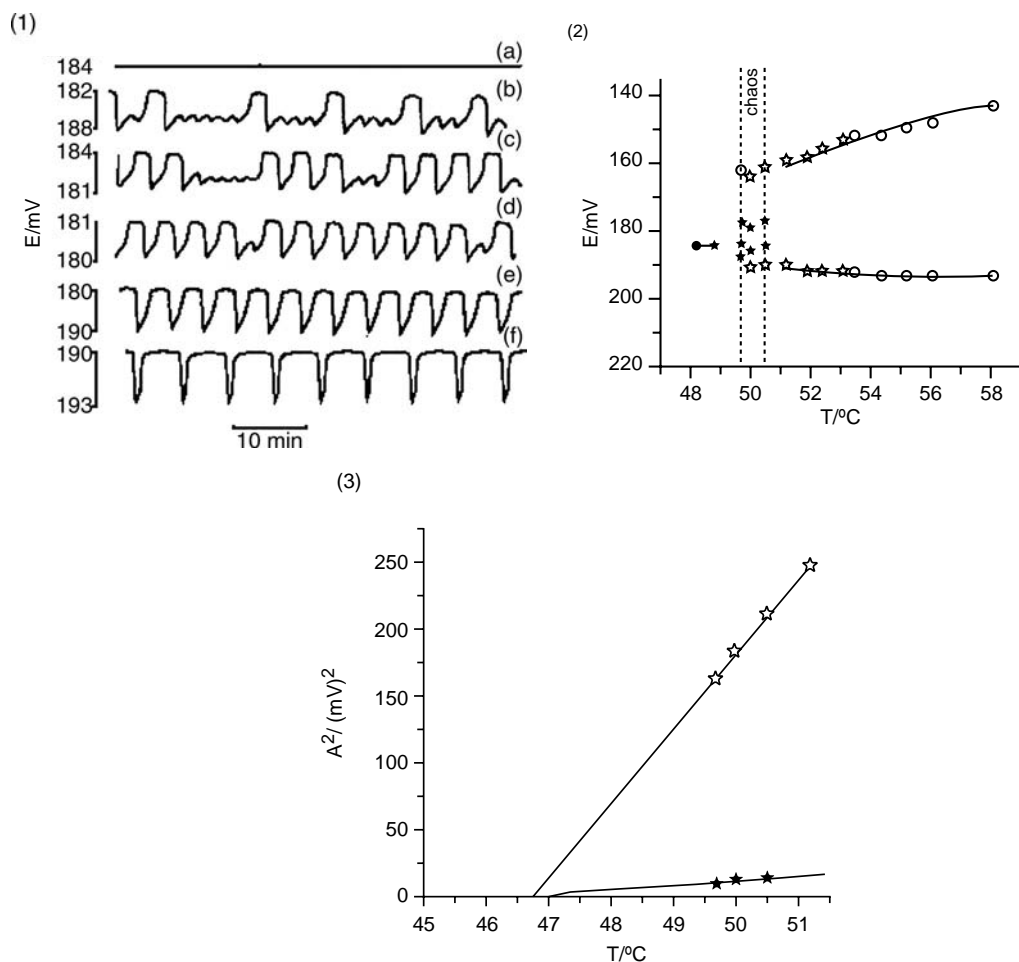 (1)
(a)
184
(b)
182
188
(c)
184
181
(d)
181
180
(e)
180
190
(f)
190
193
E/mV
10 min
(2)
chaos
140
160
180
200
220
E/mV
48 50 52 54 56 58
T/ºC
(3)
250
200
150
100
50
0
A²/ (mV)²
45 46 47 48 49 50 51
T/ºC